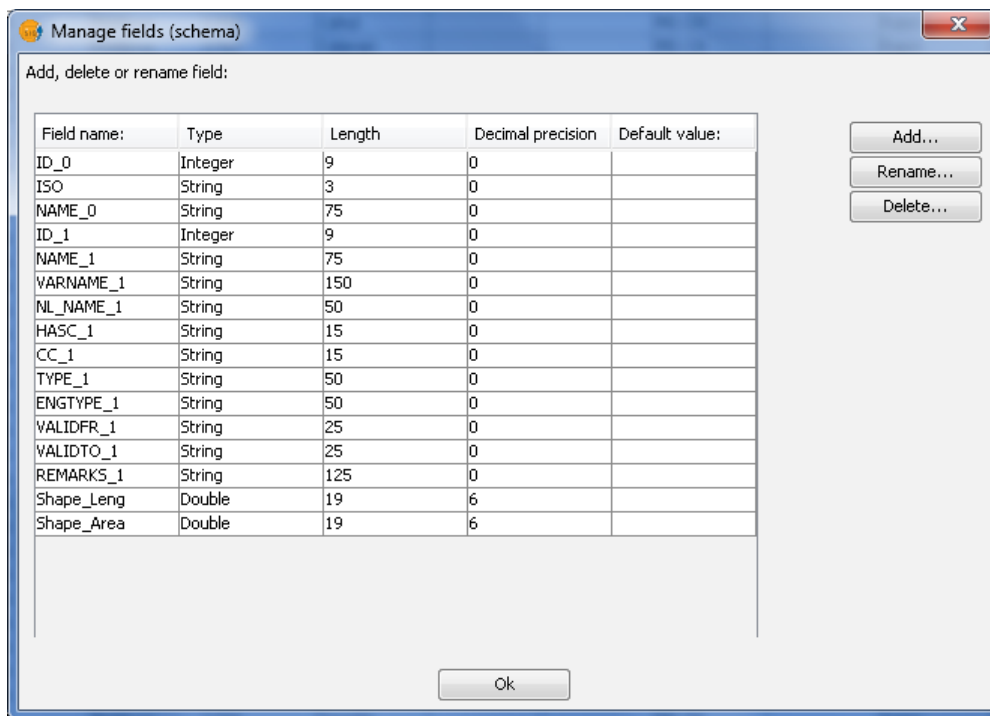 Manage fields (schema)
Add, delete or rename field:
Field name: Type Length Decimal precision Default value:
ID_0 Integer 9 0
ISO String 3 0
NAME_0 String 75 0
ID_1 Integer 9 0
NAME_1 String 75 0
VARNAME_1 String 150 0
NL_NAME_1 String 50 0
HASC_1 String 15 0
CC_1 String 15 0
TYPE_1 String 50 0
ENGTYPE_1 String 50 0
VALIDFR_1 String 25 0
VALIDTO_1 String 25 0
REMARKS_1 String 125 0
Shape_Leng Double 19 6
Shape_Area Double 19 6
Add...
Rename...
Delete...
Ok